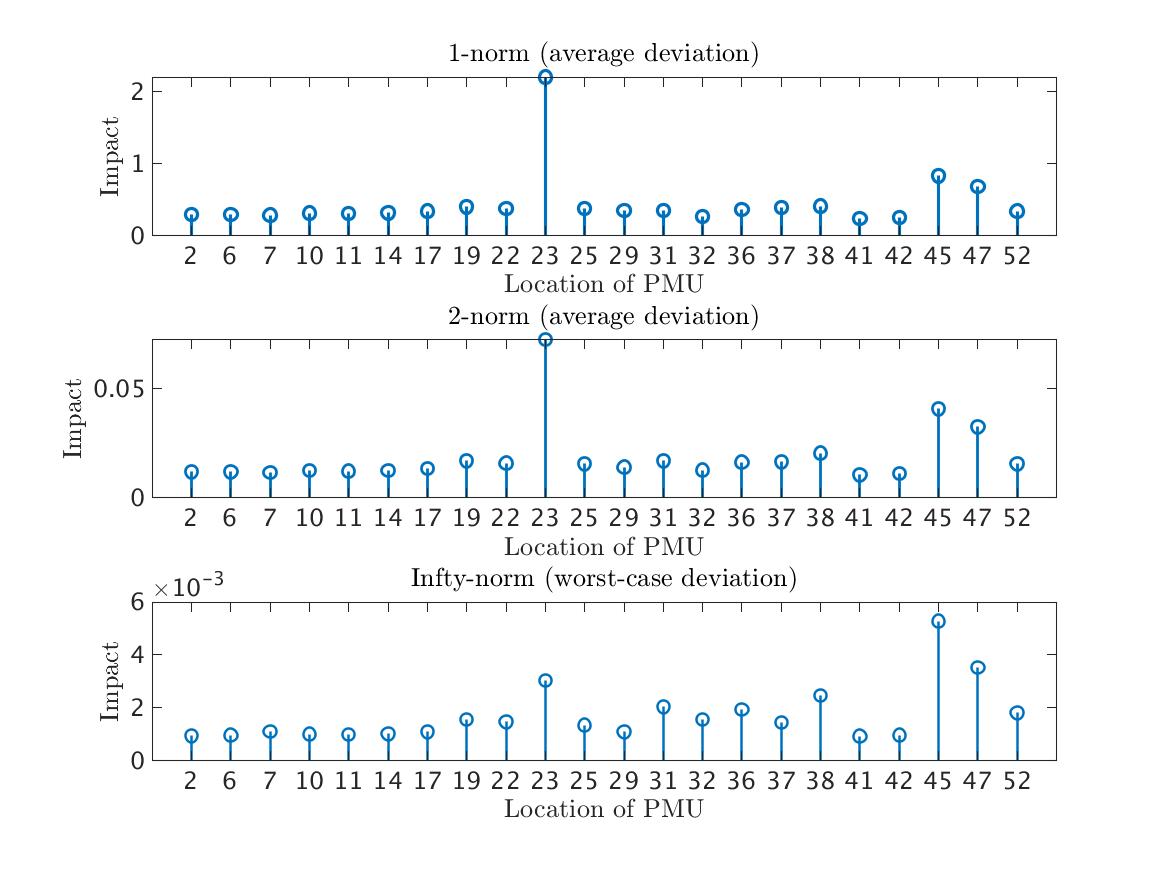 1-norm (average deviation)
2
1
0
Impact
2 6 7 10 11 14 17 19 22 23 25 29 31 32 36 37 38 41 42 45 47 52
Location of PMU
2-norm (average deviation)
0.05
0
Impact
2 6 7 10 11 14 17 19 22 23 25 29 31 32 36 37 38 41 42 45 47 52
Location of PMU
Infty-norm (worst-case deviation)
×10⁻³
6
4
2
0
Impact
2 6 7 10 11 14 17 19 22 23 25 29 31 32 36 37 38 41 42 45 47 52
Location of PMU